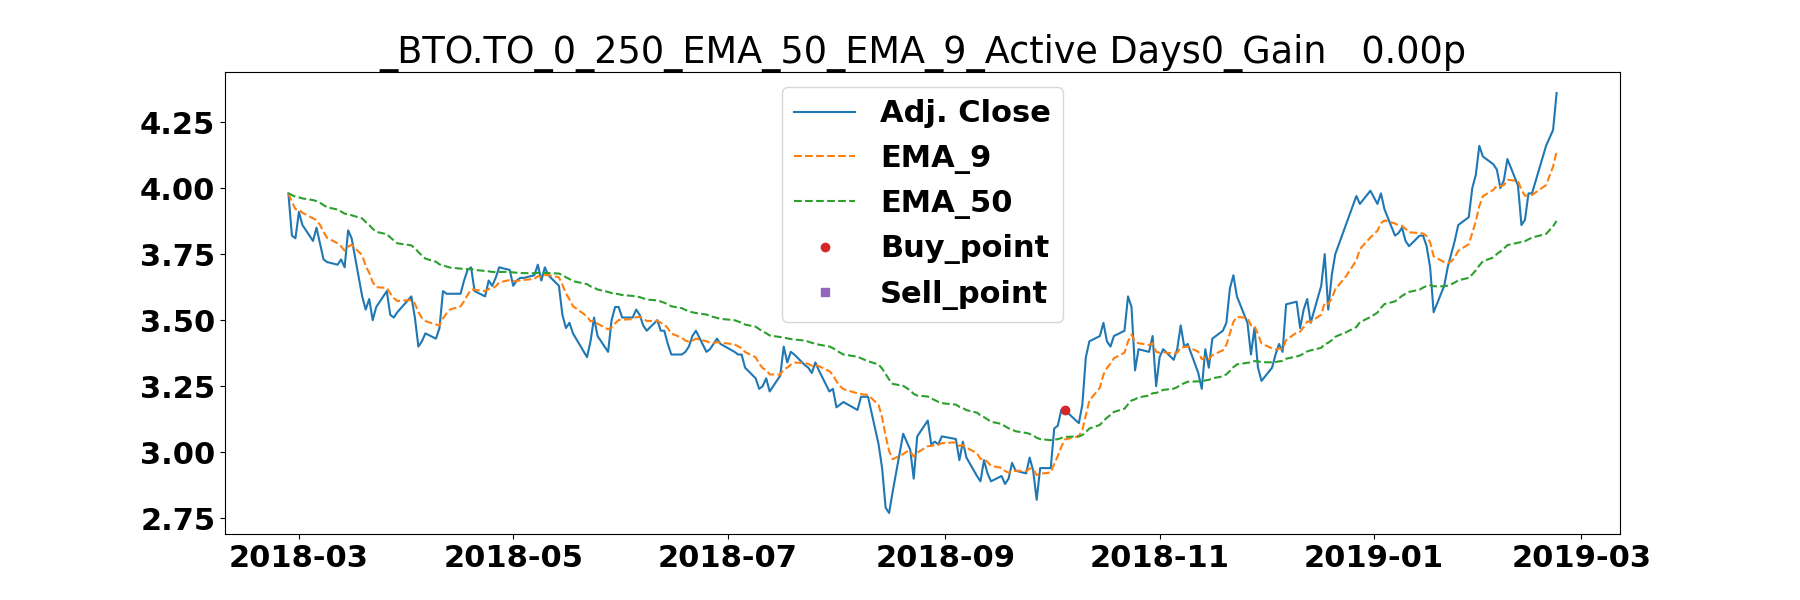 _BTO.TO_0_250_EMA_50_EMA_9_Active Days0_Gain   0.00p
Adj. Close
EMA_9
EMA_50
Buy_point
Sell_point
4.25
4.00
3.75
3.50
3.25
3.00
2.75
2018-03 2018-05 2018-07 2018-09 2018-11 2019-01 2019-03